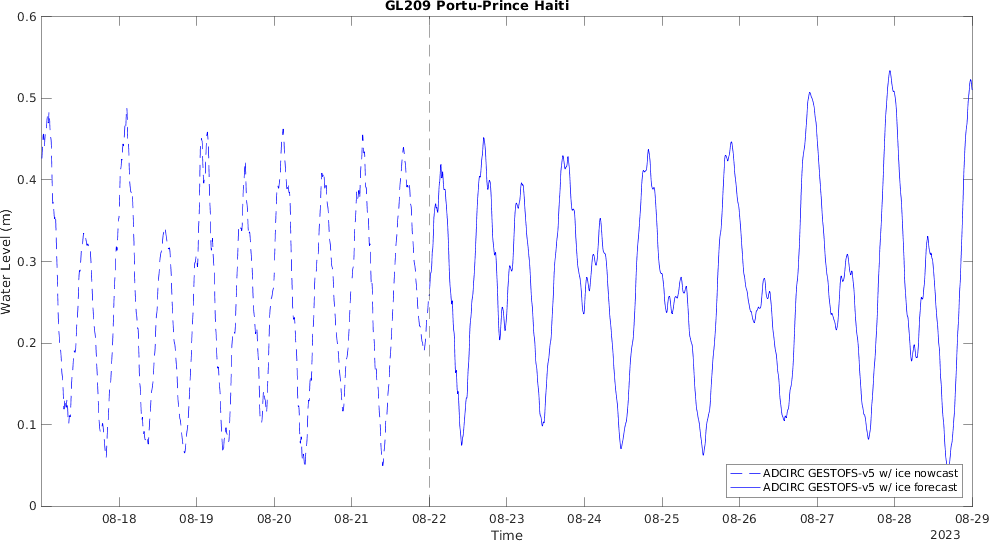 GL209 Portu-Prince Haiti
0.6
0.5
0.4
0.3
0.2
0.1
0
Water Level (m)
08-18 08-19 08-20 08-21 08-22 08-23 08-24 08-25 08-26 08-27 08-28 08-29
Time
2023
ADCIRC GESTOFS-v5 w/ ice nowcast
ADCIRC GESTOFS-v5 w/ ice forecast